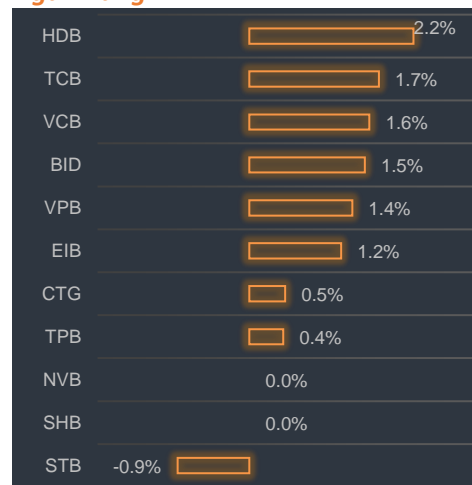 HDB 2.2%
TCB 1.7%
VCB 1.6%
BID 1.5%
VPB 1.4%
EIB 1.2%
CTG 0.5%
TPB 0.4%
NVB 0.0%
SHB 0.0%
STB -0.9%